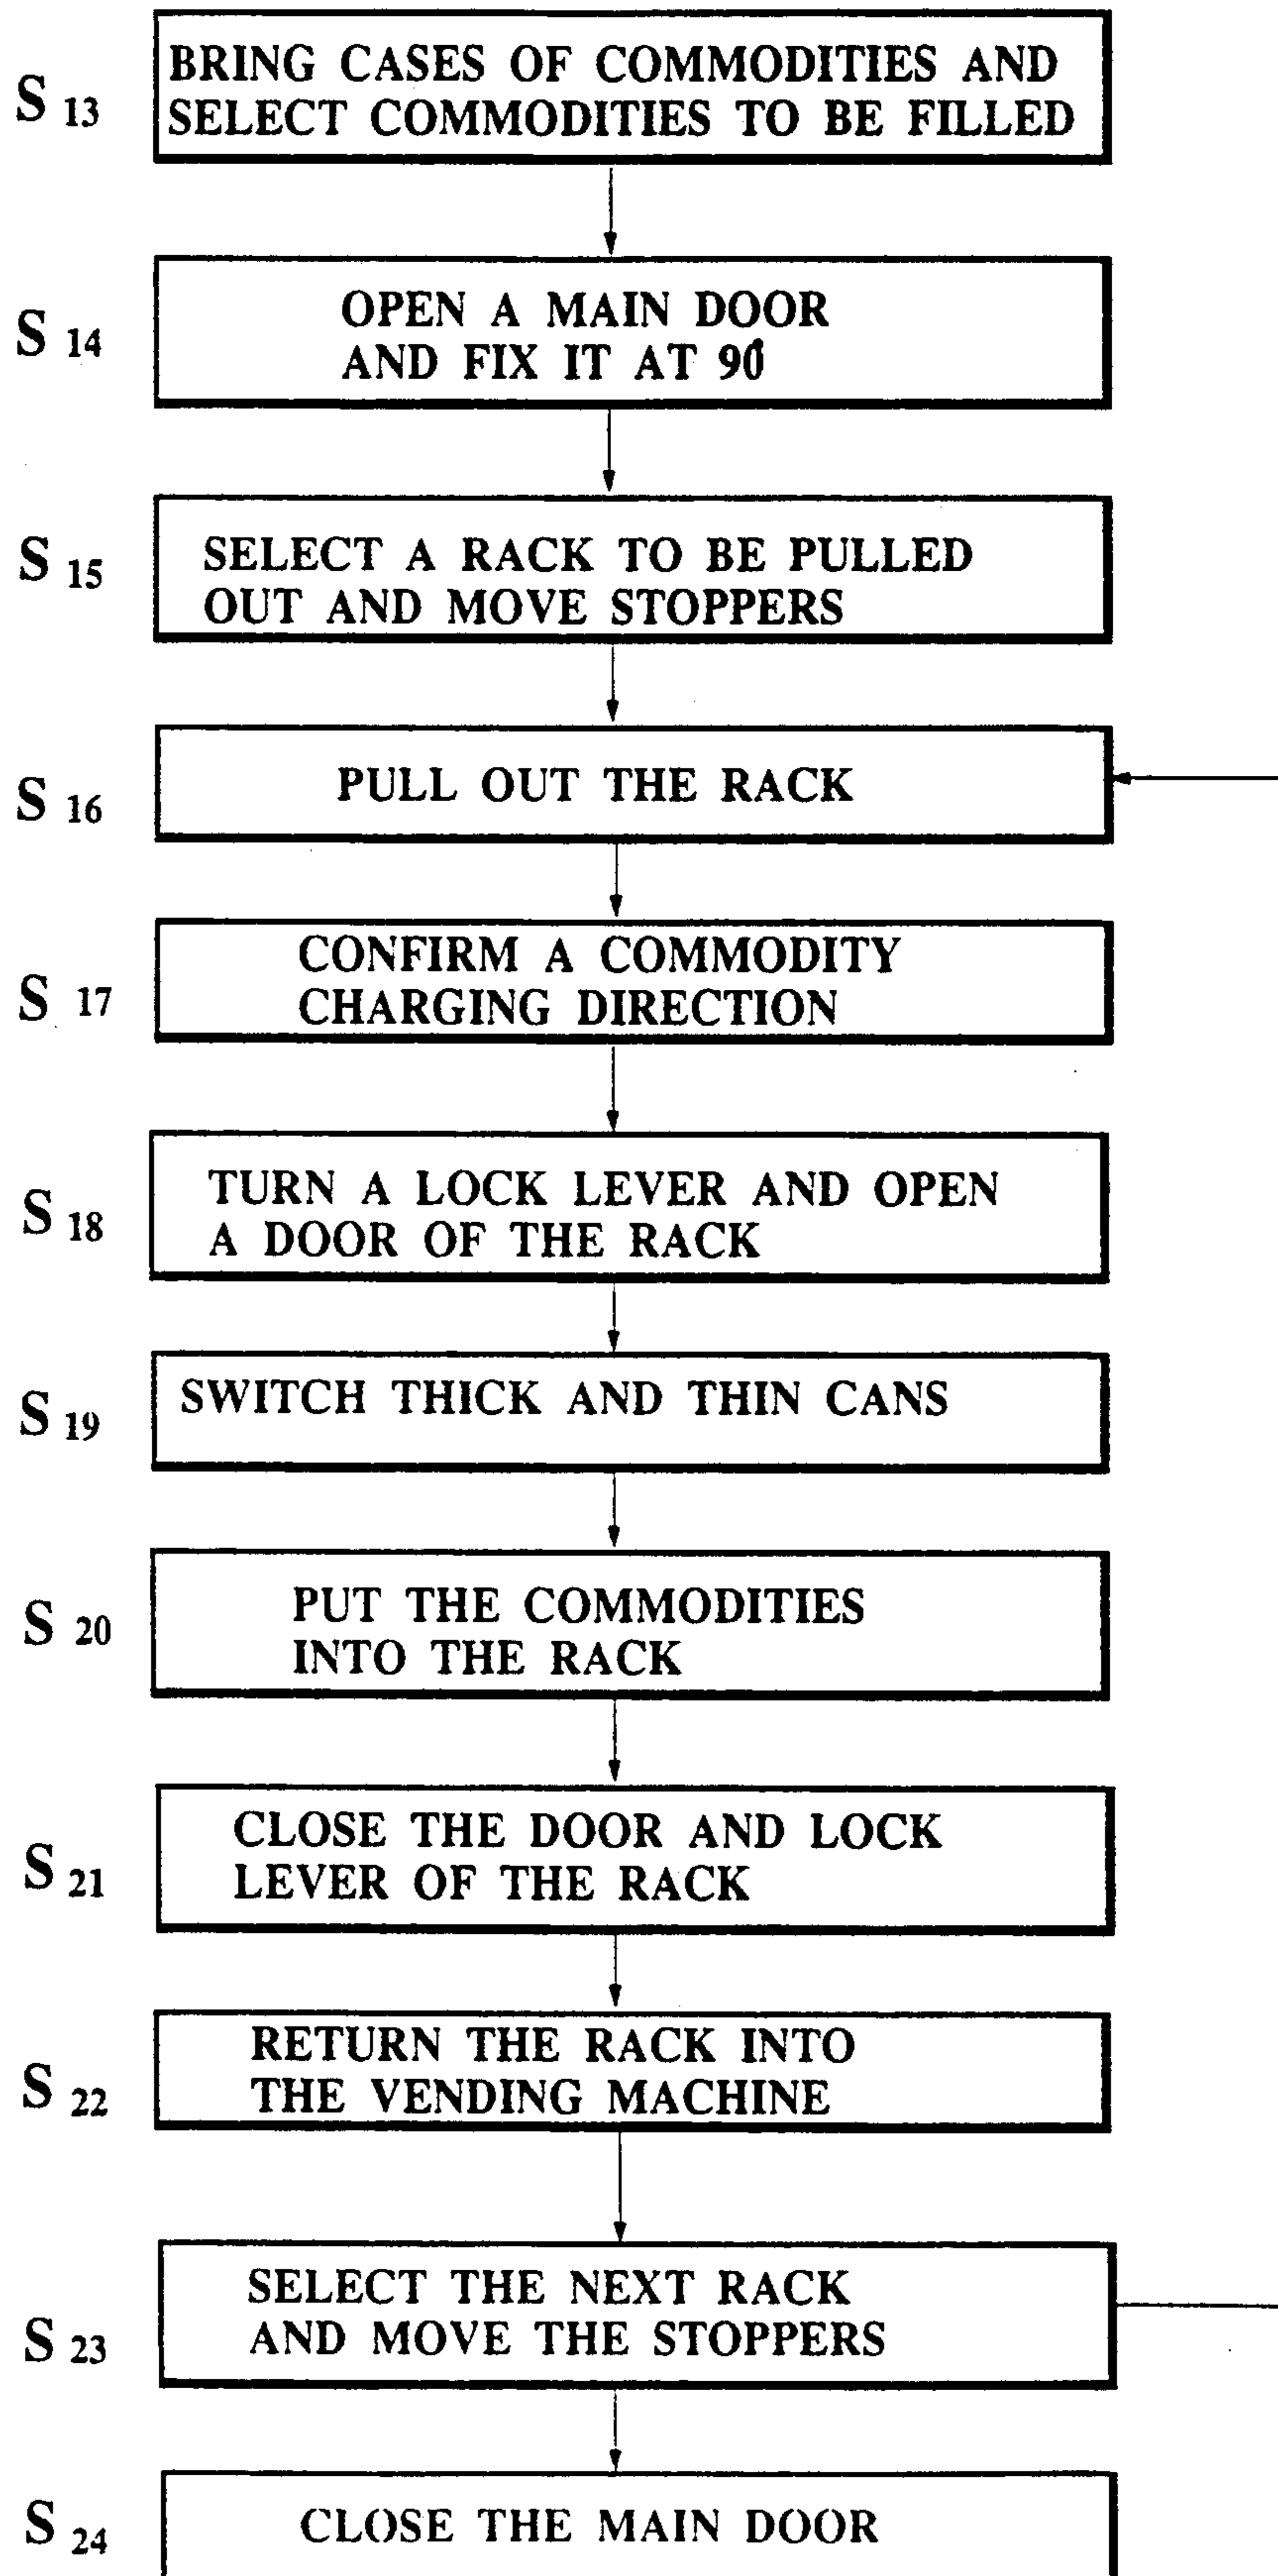 S 13
BRING CASES OF COMMODITIES AND
SELECT COMMODITIES TO BE FILLED
S 14
OPEN A MAIN DOOR
AND FIX IT AT 90°
S 15
SELECT A RACK TO BE PULLED
OUT AND MOVE STOPPERS
S 16
PULL OUT THE RACK
S 17
CONFIRM A COMMODITY
CHARGING DIRECTION
S 18
TURN A LOCK LEVER AND OPEN
A DOOR OF THE RACK
S 19
SWITCH THICK AND THIN CANS
S 20
PUT THE COMMODITIES
INTO THE RACK
S 21
CLOSE THE DOOR AND LOCK
LEVER OF THE RACK
S 22
RETURN THE RACK INTO
THE VENDING MACHINE
S 23
SELECT THE NEXT RACK
AND MOVE THE STOPPERS
S 24
CLOSE THE MAIN DOOR